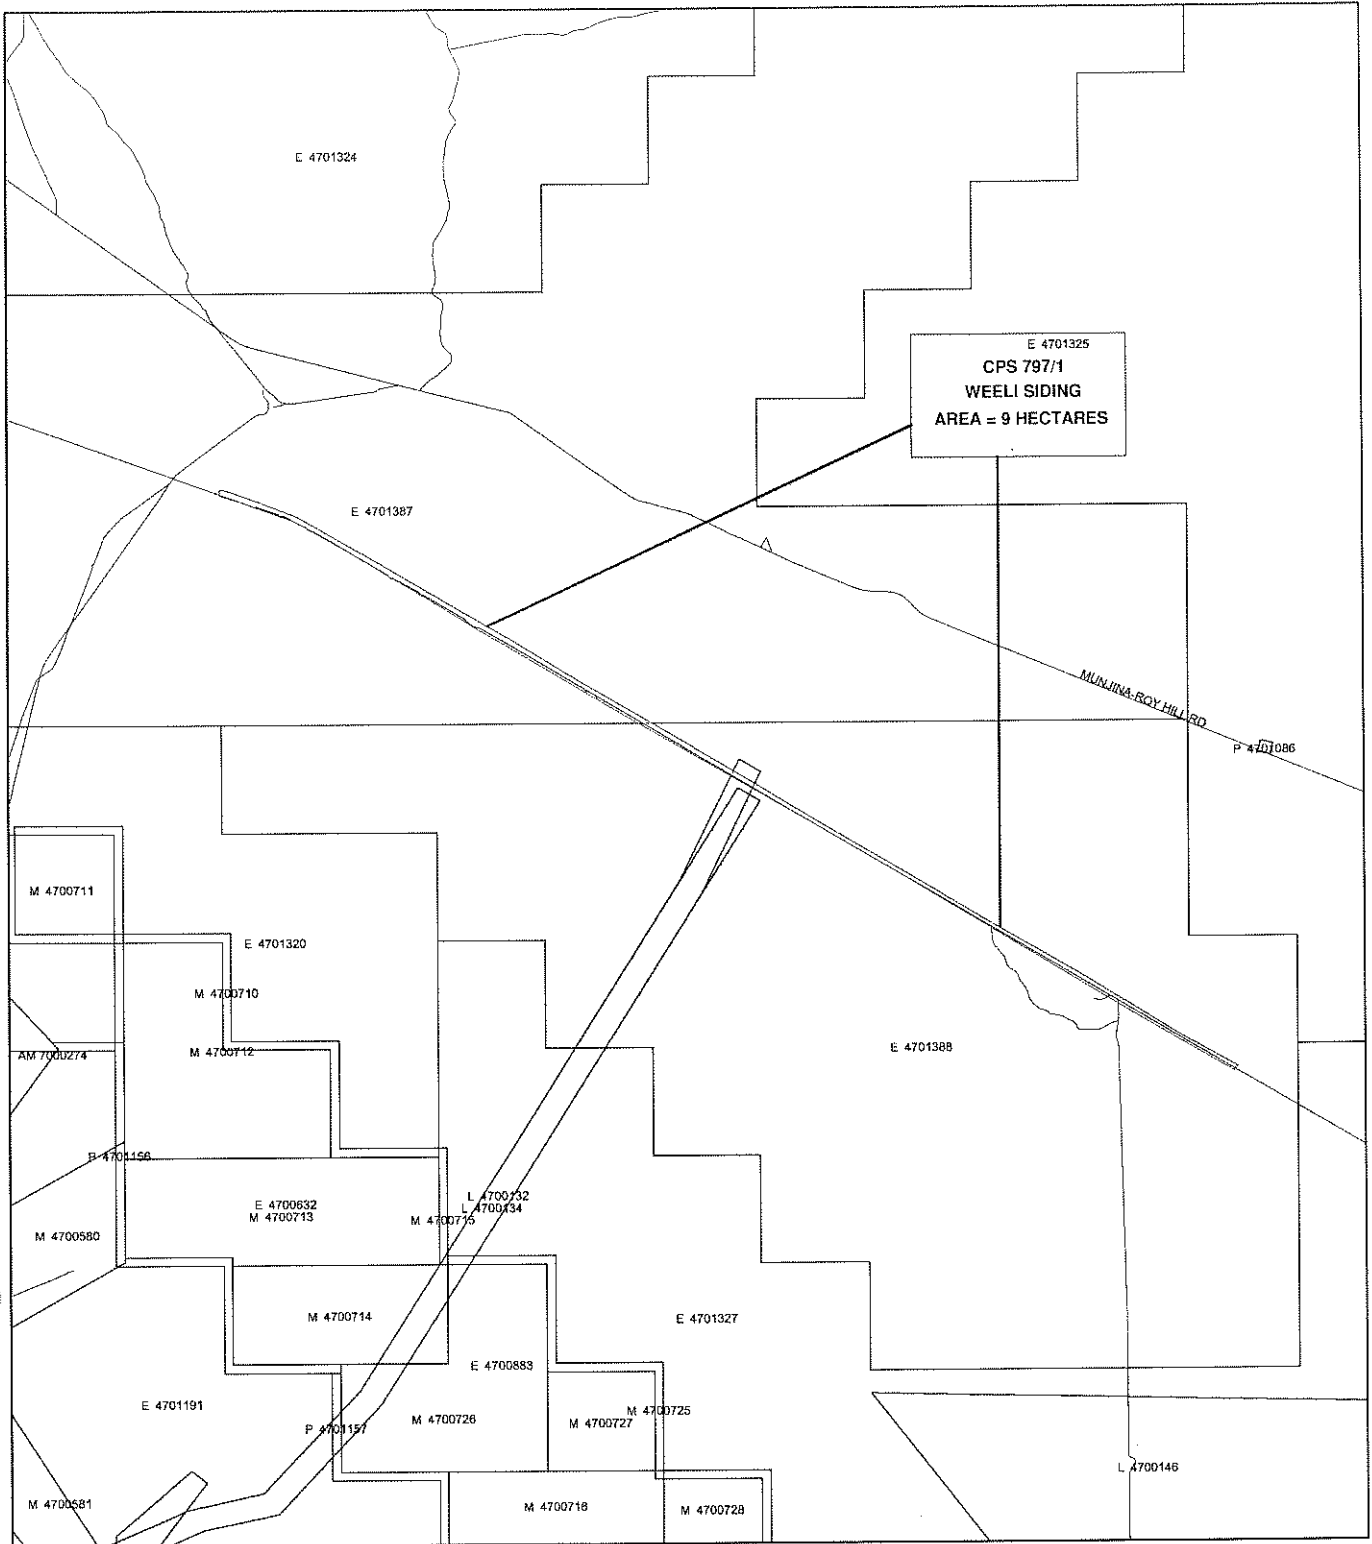 E 4701324
E 4701325
CPS 797/1
WEELI SIDING
AREA = 9 HECTARES
E 4701387
MUNJINA-ROY HILL RD
P 4701086
M 4700711
E 4701320
M 4700710
M 4700712
AM 7000274
E 4701388
P 4701156
E 4700632
M 4700713
L 4700132
L 4700134
M 4700715
M 4700580
M 4700714
E 4701327
E 4700883
E 4701191
M 4700726
M 4700725
M 4700727
P 4701157
L 4700146
M 4700581
M 4700716
M 4700728